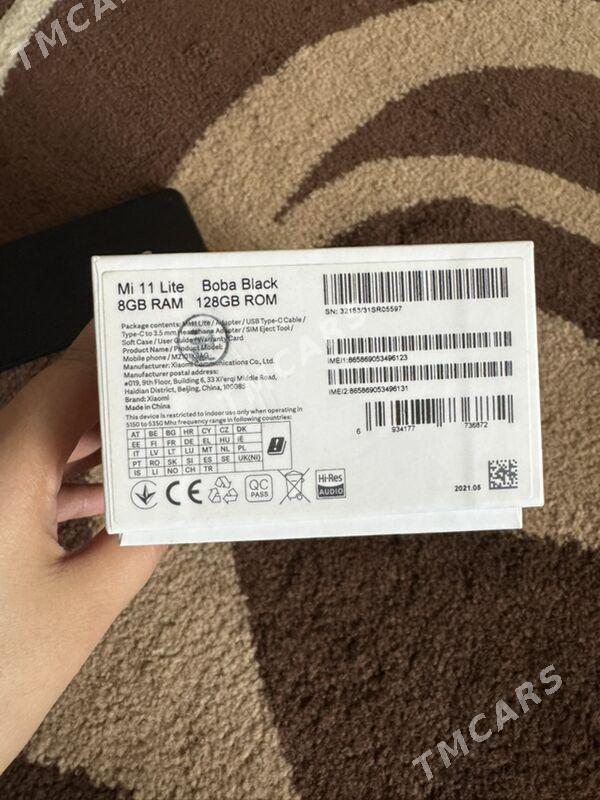 TMCARS
Mi 11 Lite Boba Black
8GB RAM 128GB ROM
Package contents: Mi 11 Lite / Adapter / USB Type-C Cable /
Type-C to 3.5 mm Headphone Adapter / SIM Eject Tool /
Soft Case / User Guide / Warranty Card
Product Name / Product Model:
Mobile phone /
Manufacturer: Xiaomi Communications Co., Ltd.
Manufacturer postal address:
#019, 9th Floor, Building 6, 33 Xi'erqi Middle Road,
Haidian District, Beijing, China, 100085
Brand: Xiaomi
Made in China
This device is restricted to indoor use only when operating in
5150 to 5350 Mhz frequency range in following countries:
AT BE BG HR CY CZ DK
EE FI FR DE EL HU IE
IT LV LT LU MT NL PL
PT RO SK SI ES SE UK(NI)
IS LI NO CH TR
CE
QC
PASS
Hi-Res
AUDIO
SN: 32153/31SR05597
IMEI1:865869053496123
IMEI2:865869053496131
6 934177 736872
2021.05
TMCARS
TMCARS